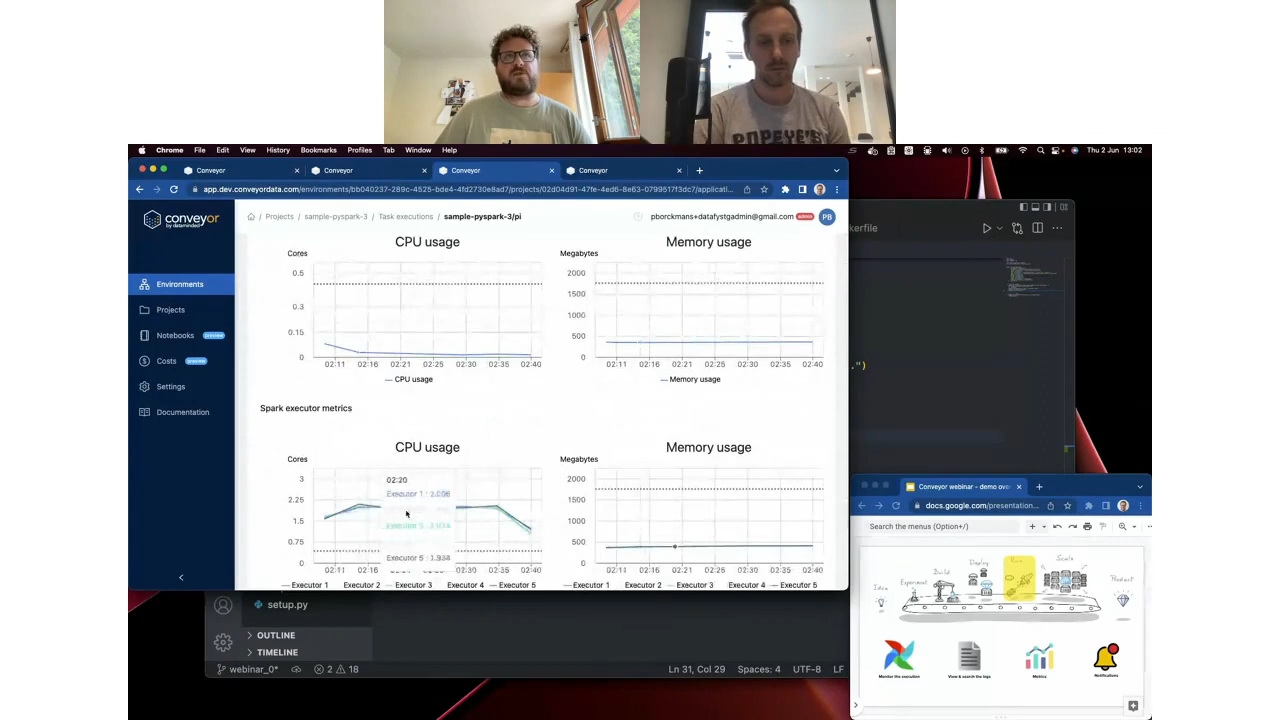 POPEYE'S
Chrome File Edit View History Bookmarks Profiles Tab Window Help
Thu 2 Jun 13:02
Conveyor
Conveyor
Conveyor
Conveyor
app.dev.conveyordata.com/environments/bb040237-289c-4525-bde4-4fd2730e8ad7/projects/02d04d91-47fe-4ed6-8e63-0799517f3dc7/applicati...
conveyor
by dataminded
Projects / sample-pyspark-3 / Task executions / sample-pyspark-3/pi
pborckmans+datafystgadmin@gmail.com admin PB
Environments
Projects
Notebooks preview
Costs preview
Settings
Documentation
CPU usage
Cores
0.5
0.3
0.15
0
02:11 02:16 02:21 02:25 02:30 02:35 02:40
CPU usage
Memory usage
Megabytes
2000
1500
1000
500
0
02:11 02:16 02:21 02:25 02:30 02:35 02:40
Memory usage
Spark executor metrics
CPU usage
Cores
3
2.25
1.5
0.75
0
02:20
02:11 02:16 02:30 02:35 02:40
Executor 1 Executor 2 Executor 3 Executor 4 Executor 5
Memory usage
Megabytes
2000
1500
1000
500
0
02:11 02:16 02:21 02:25 02:30 02:35 02:40
Executor 1 Executor 2 Executor 3 Executor 4 Executor 5
kerfile
.")
setup.py
OUTLINE
TIMELINE
webinar_0* 2 18
Ln 31, Col 29 Spaces: 4 UTF-8 LF
Conveyor webinar - demo ove
docs.google.com/presentation...
Search the menus (Option+/)
Idea
Experiment
Build
Deploy
Run
Scale
Product
Monitor the execution
View & search the logs
Metrics
Notifications